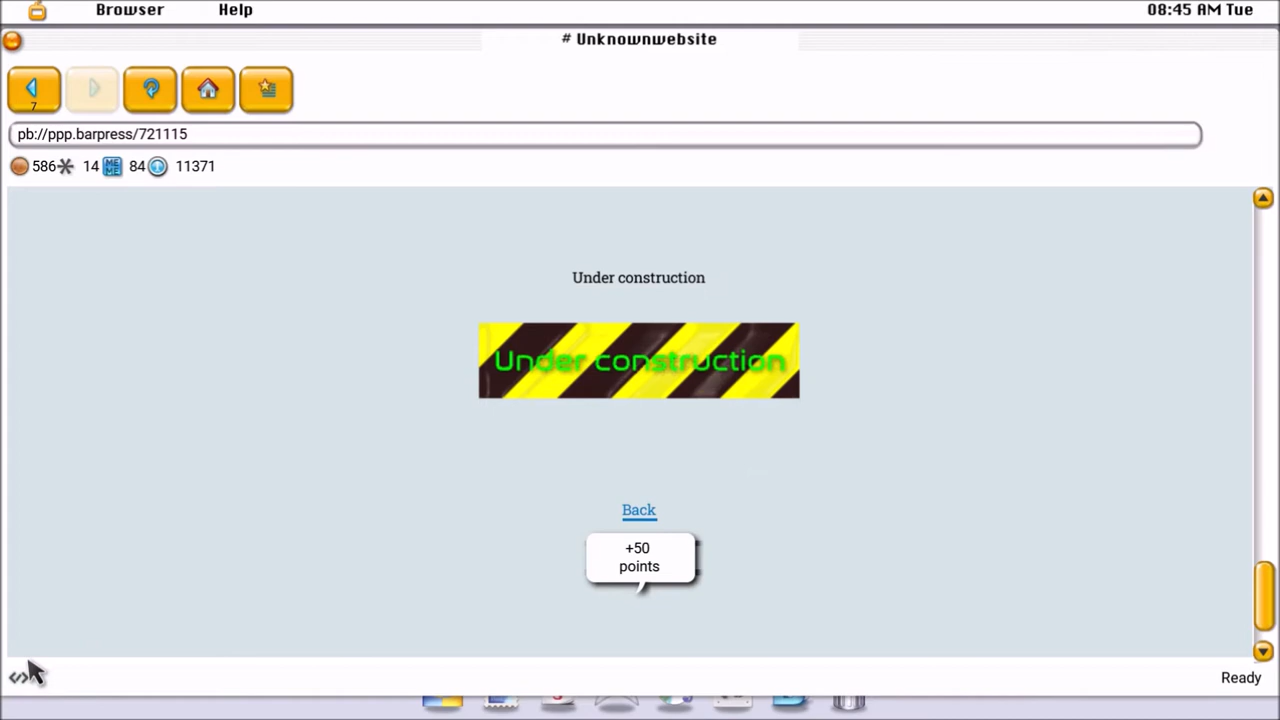 Browser Help 08:45 AM Tue
# Unknownwebsite
7
pb://ppp.barpress/721115
586 14 MEME 84 11371
Under construction
Under construction
Back
+50
points
</> Ready